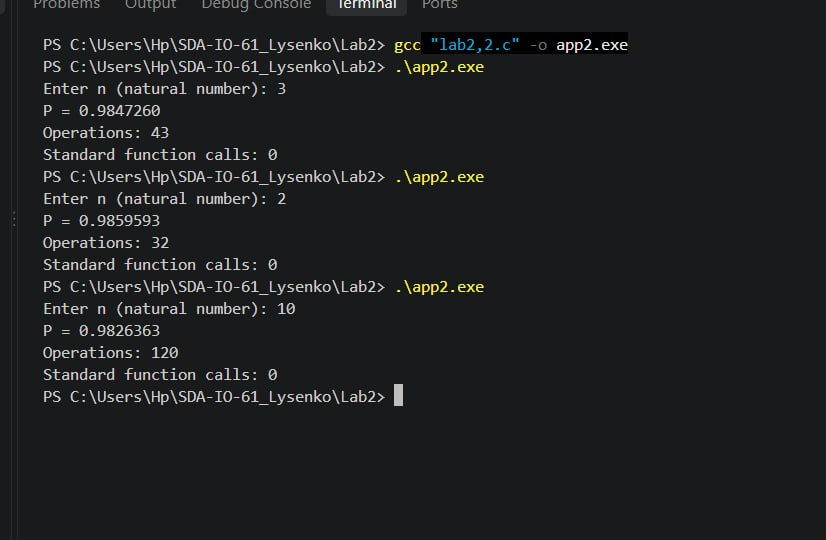 Problems Output Debug Console Terminal Ports
PS C:\Users\Hp\SDA-IO-61_Lysenko\Lab2> gcc "lab2,2.c" -o app2.exe
PS C:\Users\Hp\SDA-IO-61_Lysenko\Lab2> .\app2.exe
Enter n (natural number): 3
P = 0.9847260
Operations: 43
Standard function calls: 0
PS C:\Users\Hp\SDA-IO-61_Lysenko\Lab2> .\app2.exe
Enter n (natural number): 2
P = 0.9859593
Operations: 32
Standard function calls: 0
PS C:\Users\Hp\SDA-IO-61_Lysenko\Lab2> .\app2.exe
Enter n (natural number): 10
P = 0.9826363
Operations: 120
Standard function calls: 0
PS C:\Users\Hp\SDA-IO-61_Lysenko\Lab2>